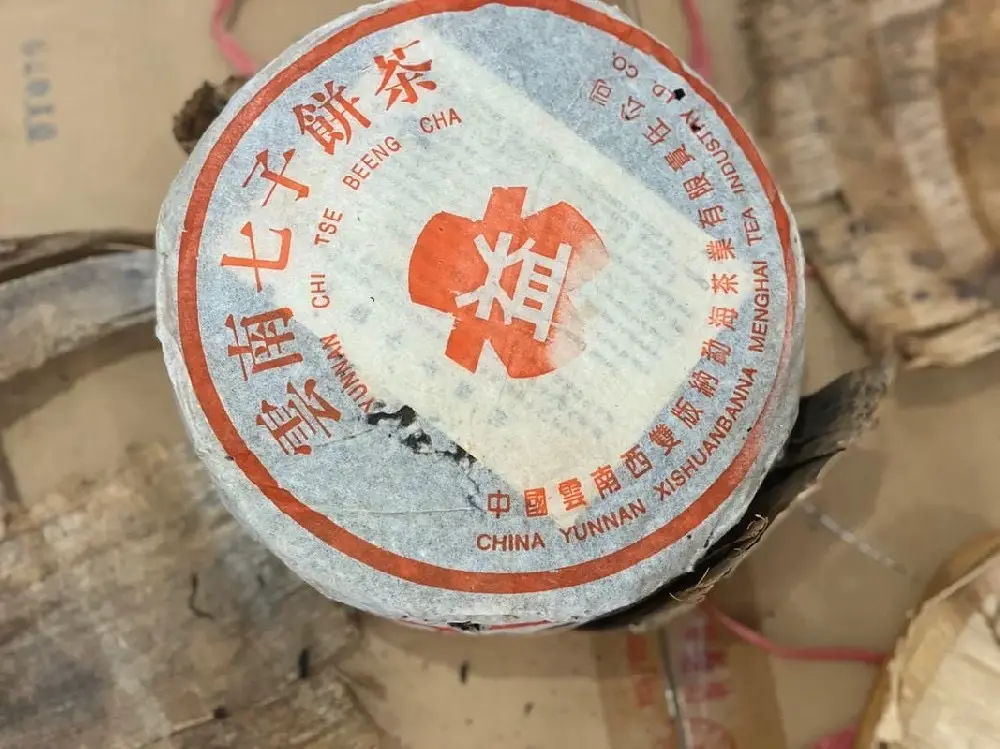 雲南七子餅茶
YUNNAN CHI TSE BEENG CHA
益
中國雲南西雙版納勐海茶業有限責任公司
CHINA YUNNAN XISHUANBANNA MENGHAI TEA INDUSTRY
CO.